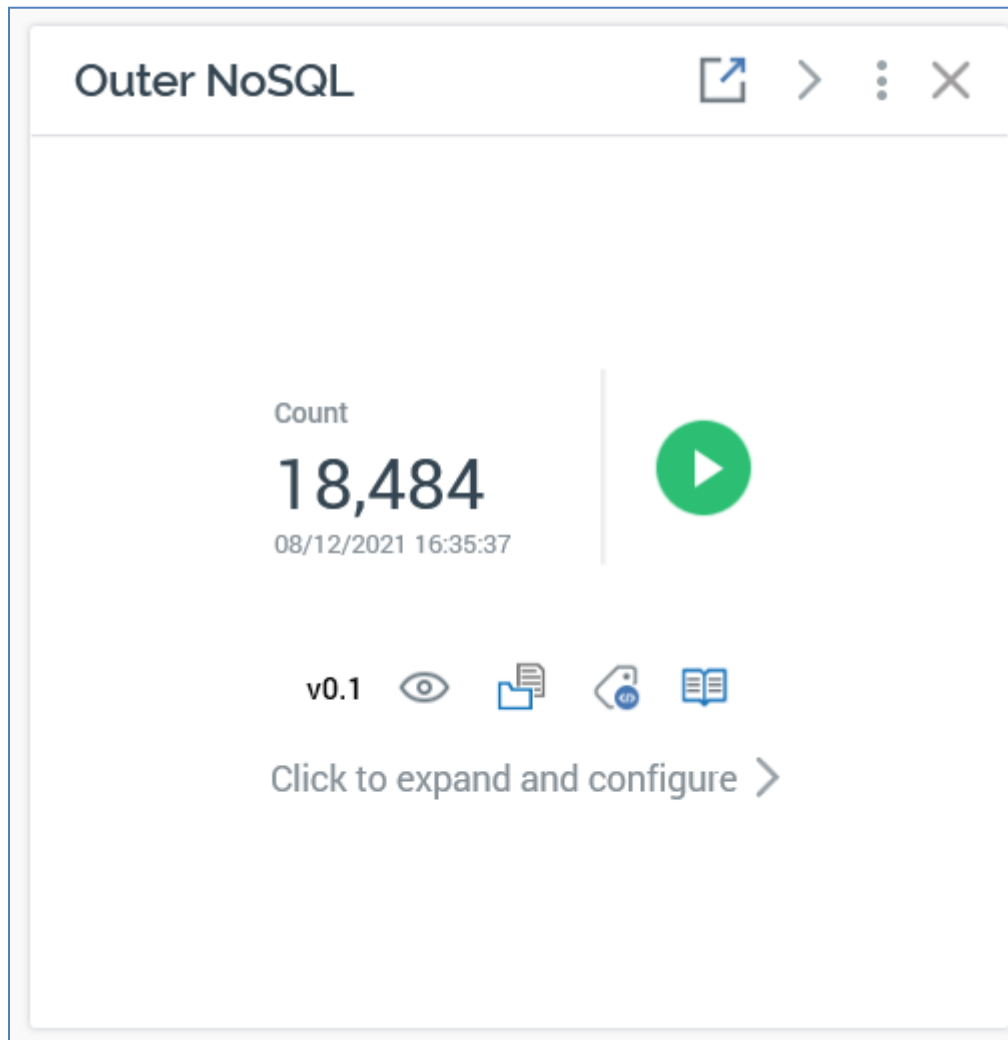 Outer NoSQL
Count
18,484
08/12/2021 16:35:37
v0.1
Click to expand and configure